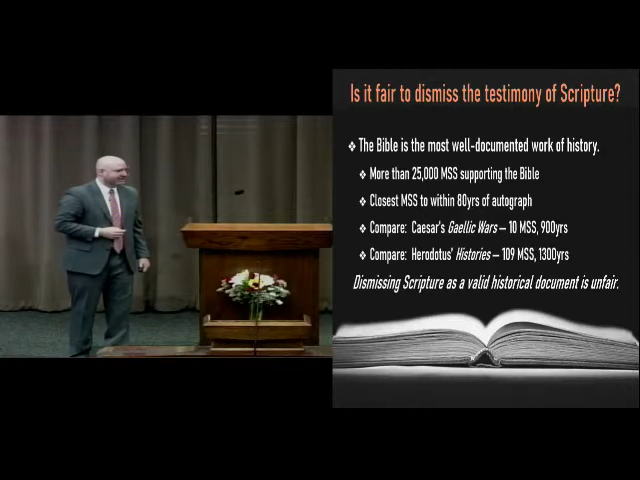 Is it fair to dismiss the testimony of Scripture?
❖ The Bible is the most well-documented work of history.
❖ More than 25,000 MSS supporting the Bible
❖ Closest MSS to within 80yrs of autograph
❖ Compare: Caesar's Gaellic Wars – 10 MSS, 900yrs
❖ Compare: Herodotus' Histories – 109 MSS, 1300yrs
Dismissing Scripture as a valid historical document is unfair.